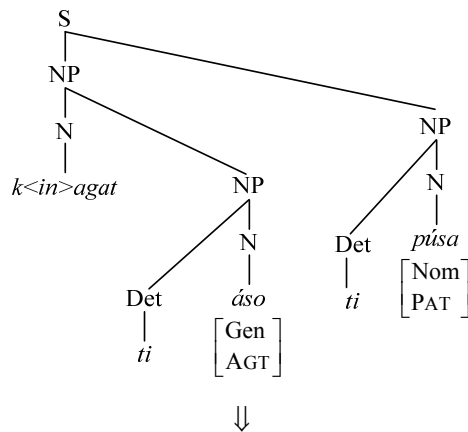 S
NP
NP
N
k<in>agat
NP
N
Det
púsa
Det
N
ti
[Nom
PAT]
áso
ti
[Gen
AGT]
⇓